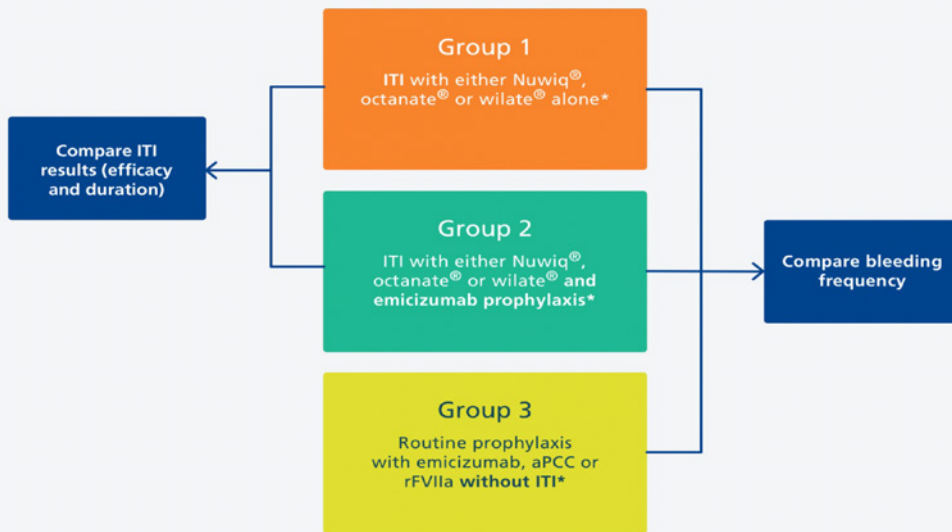 Group 1
ITI with either Nuwiq®,
octanate® or wilate® alone*
Compare ITI
results (efficacy
and duration)
Group 2
ITI with either Nuwiq®,
octanate® or wilate® and
emicizumab prophylaxis*
Compare bleeding
frequency
Group 3
Routine prophylaxis
with emicizumab, aPCC or
rFVIIa without ITI*